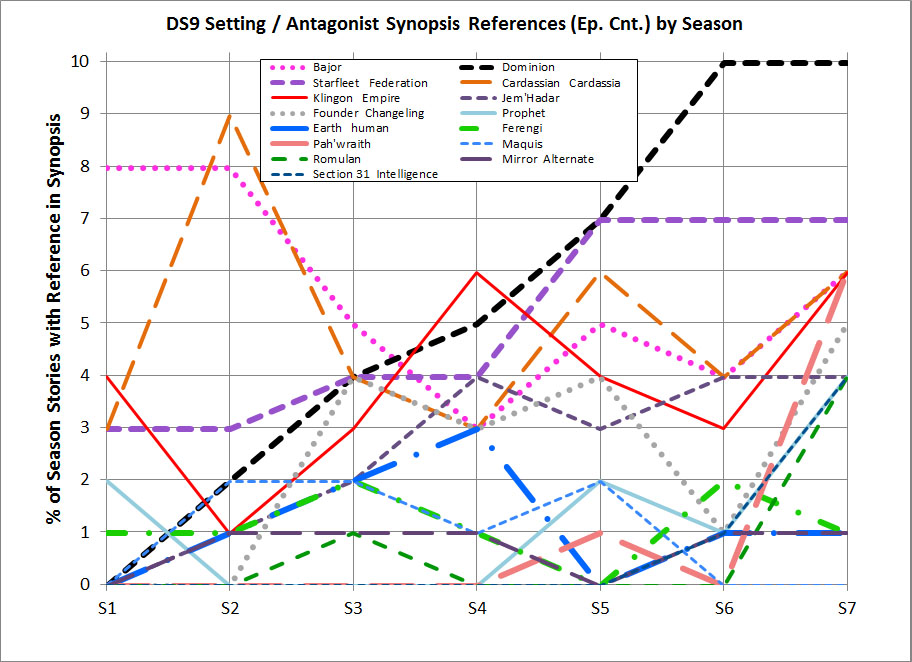 DS9 Setting / Antagonist Synopsis References (Ep. Cnt.) by Season
% of Season Stories with Reference in Synopsis
10
9
8
7
6
5
4
3
2
1
0
Bajor Dominion
Starfleet Federation Cardassian Cardassia
Klingon Empire Jem'Hadar
Founder Changeling Prophet
Earth human Ferengi
Pah'wraith Maquis
Romulan Mirror Alternate
Section 31 Intelligence
S1 S2 S3 S4 S5 S6 S7